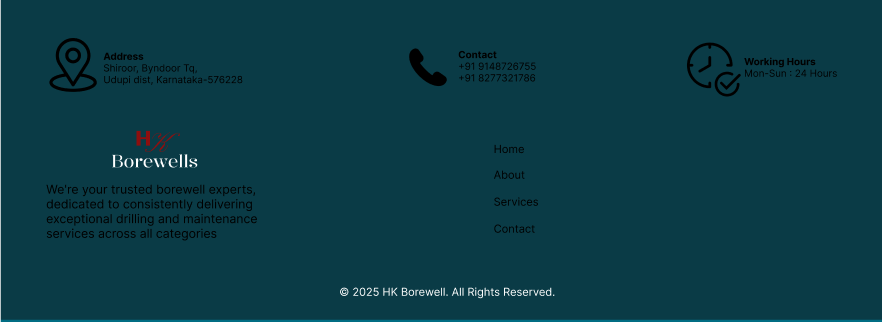 Address
Shiroor, Byndoor Tq,
Udupi dist, Karnataka-576228
Contact
+91 9148726755
+91 8277321786
Working Hours
Mon-Sun : 24 Hours
HK
Borewells
We're your trusted borewell experts,
dedicated to consistently delivering
exceptional drilling and maintenance
services across all categories
Home
About
Services
Contact
© 2025 HK Borewell. All Rights Reserved.